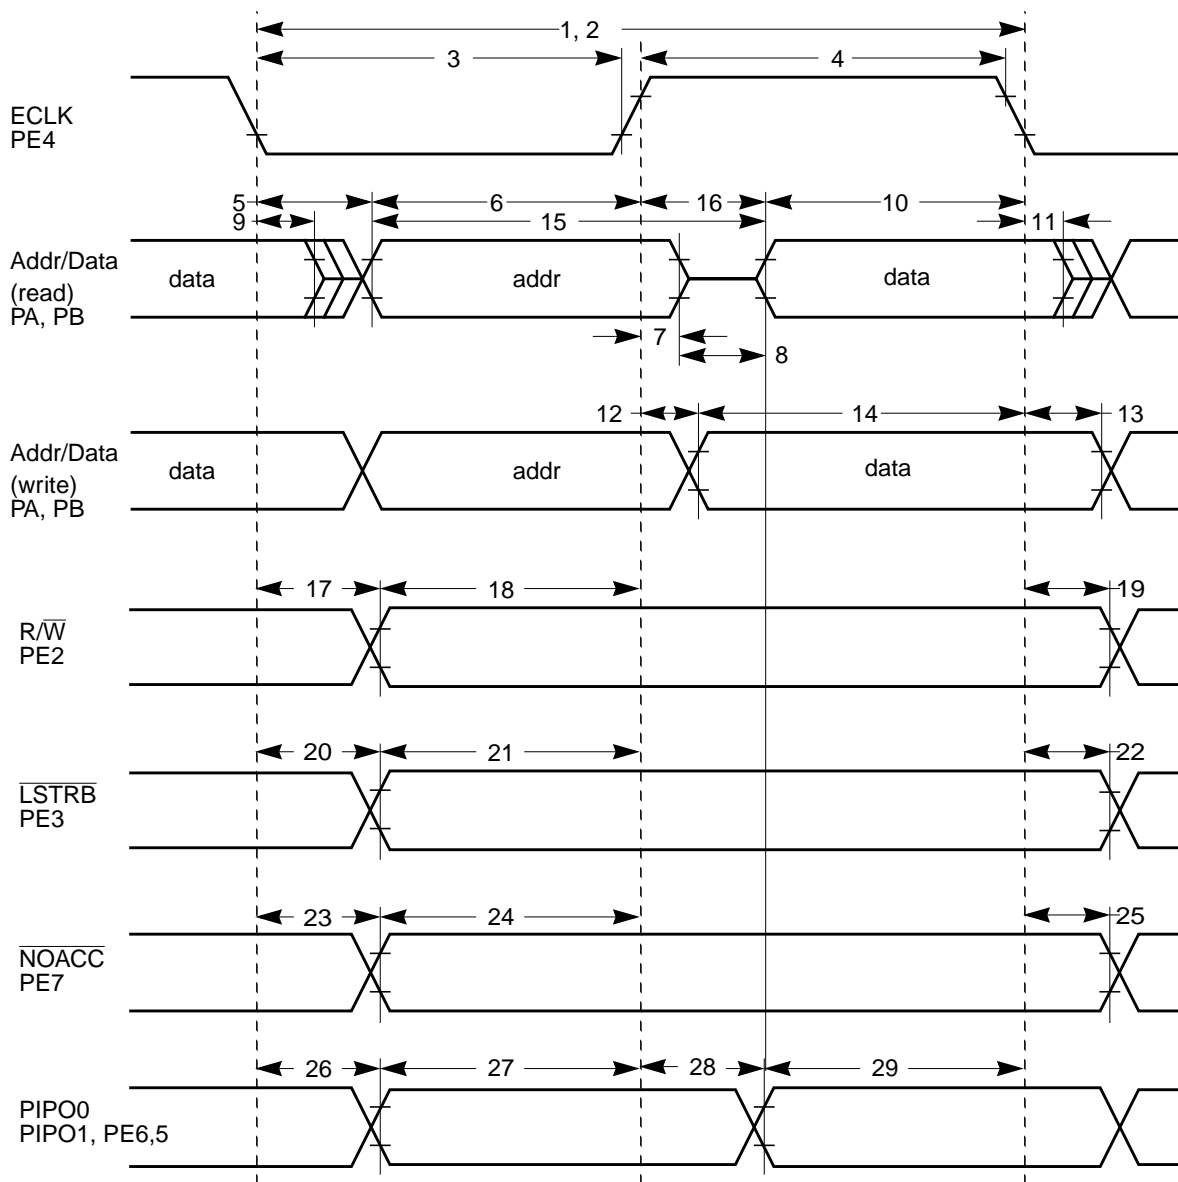 1, 2
3
4
ECLK
PE4
5
6
16
10
9
15
11
Addr/Data
(read)
PA, PB
data
addr
data
7
8
12
14
13
Addr/Data
(write)
PA, PB
data
addr
data
17
18
19
R/W̅
PE2
20
21
22
L̅S̅T̅R̅B̅
PE3
23
24
25
N̅O̅A̅C̅C̅
PE7
26
27
28
29
PIPO0
PIPO1, PE6,5